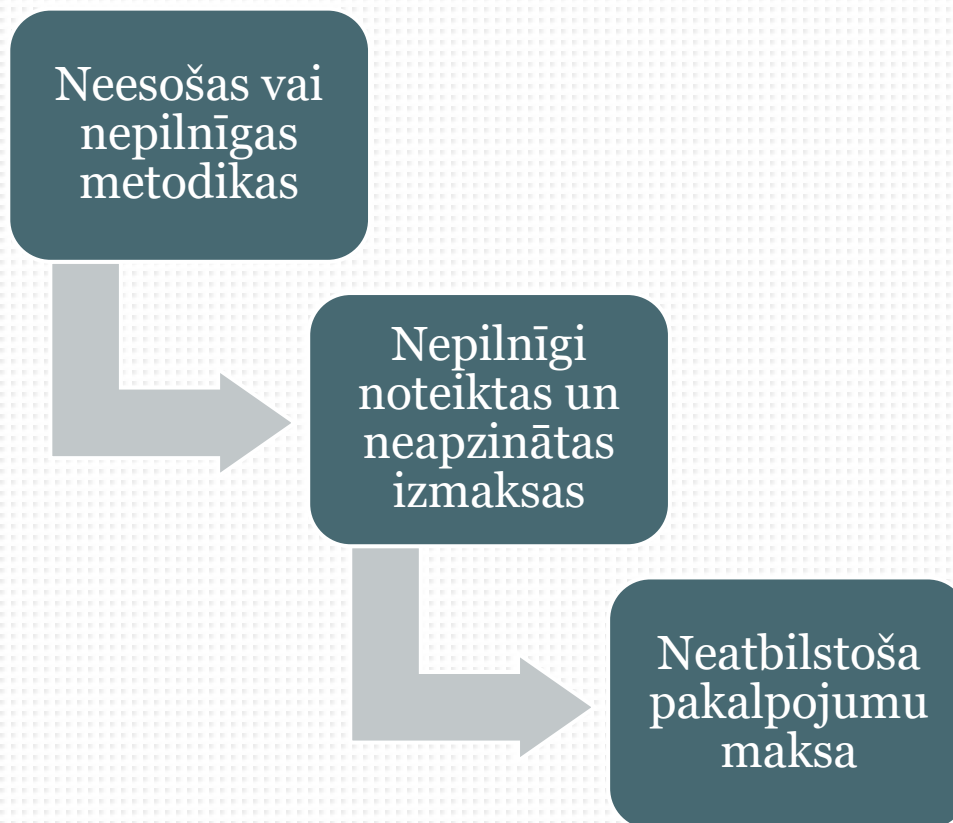 Neesošas vai
nepilnīgas
metodikas
Nepilnīgi
noteiktas un
neapzinātas
izmaksas
Neatbilstoša
pakalpojumu
maksa